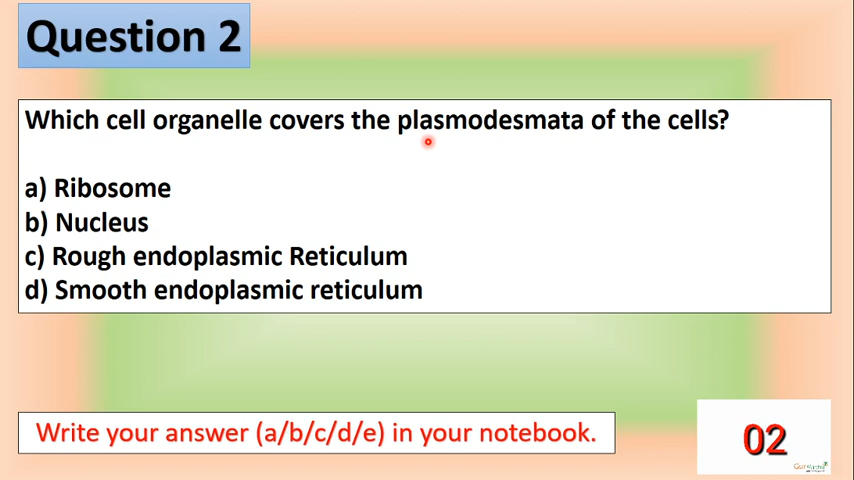 Question 2
Which cell organelle covers the plasmodesmata of the cells?
a) Ribosome
b) Nucleus
c) Rough endoplasmic Reticulum
d) Smooth endoplasmic reticulum
Write your answer (a/b/c/d/e) in your notebook.
02